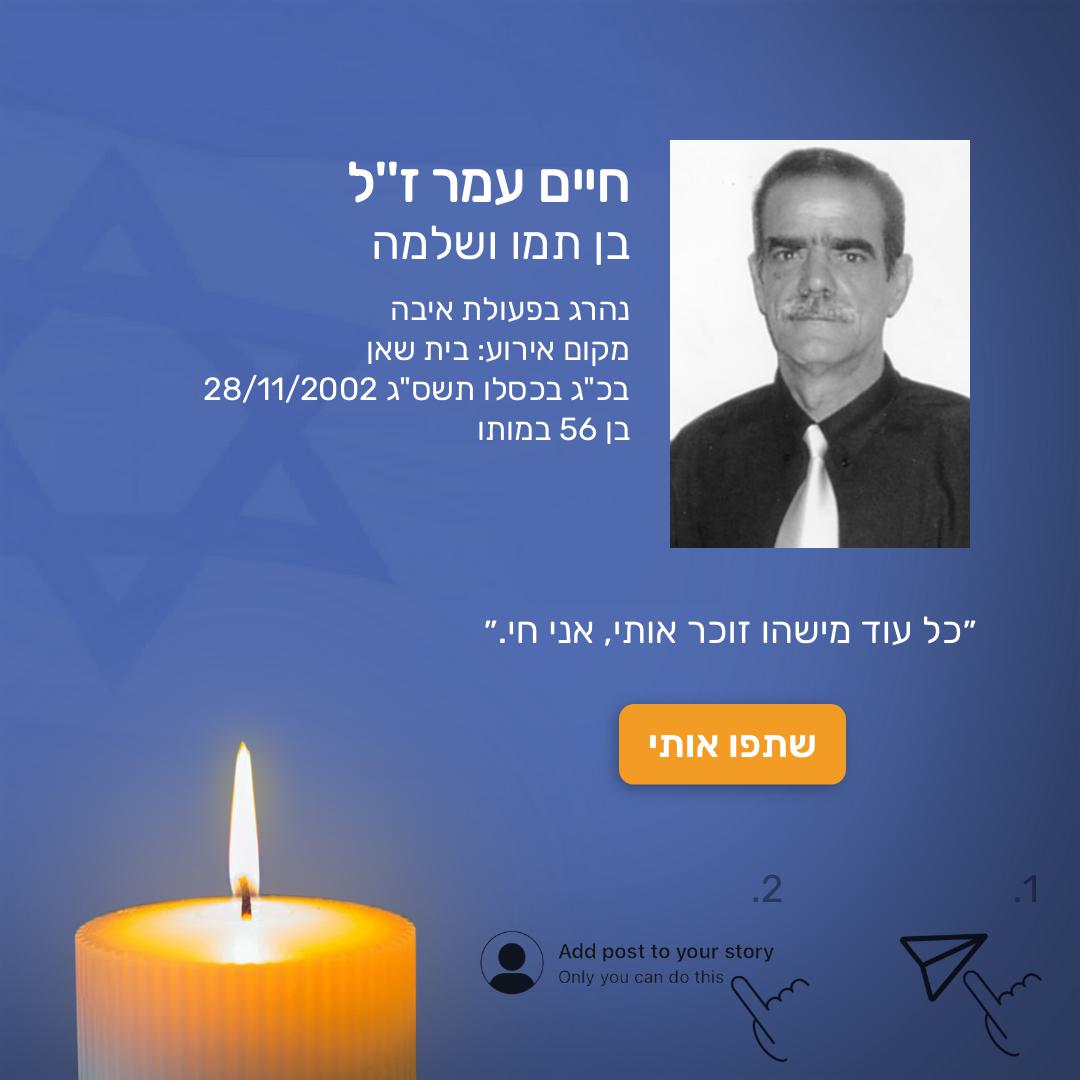 חיים עמר ז"ל
בן תמו ושלמה
נהרג בפעולת איבה
מקום אירוע: בית שאן
בכ"ג בכסלו תשס"ג 28/11/2002
בן 56 במותו
״כל עוד מישהו זוכר אותי, אני חי.״
שתפו אותי
.1
.2
Add post to your story
Only you can do this